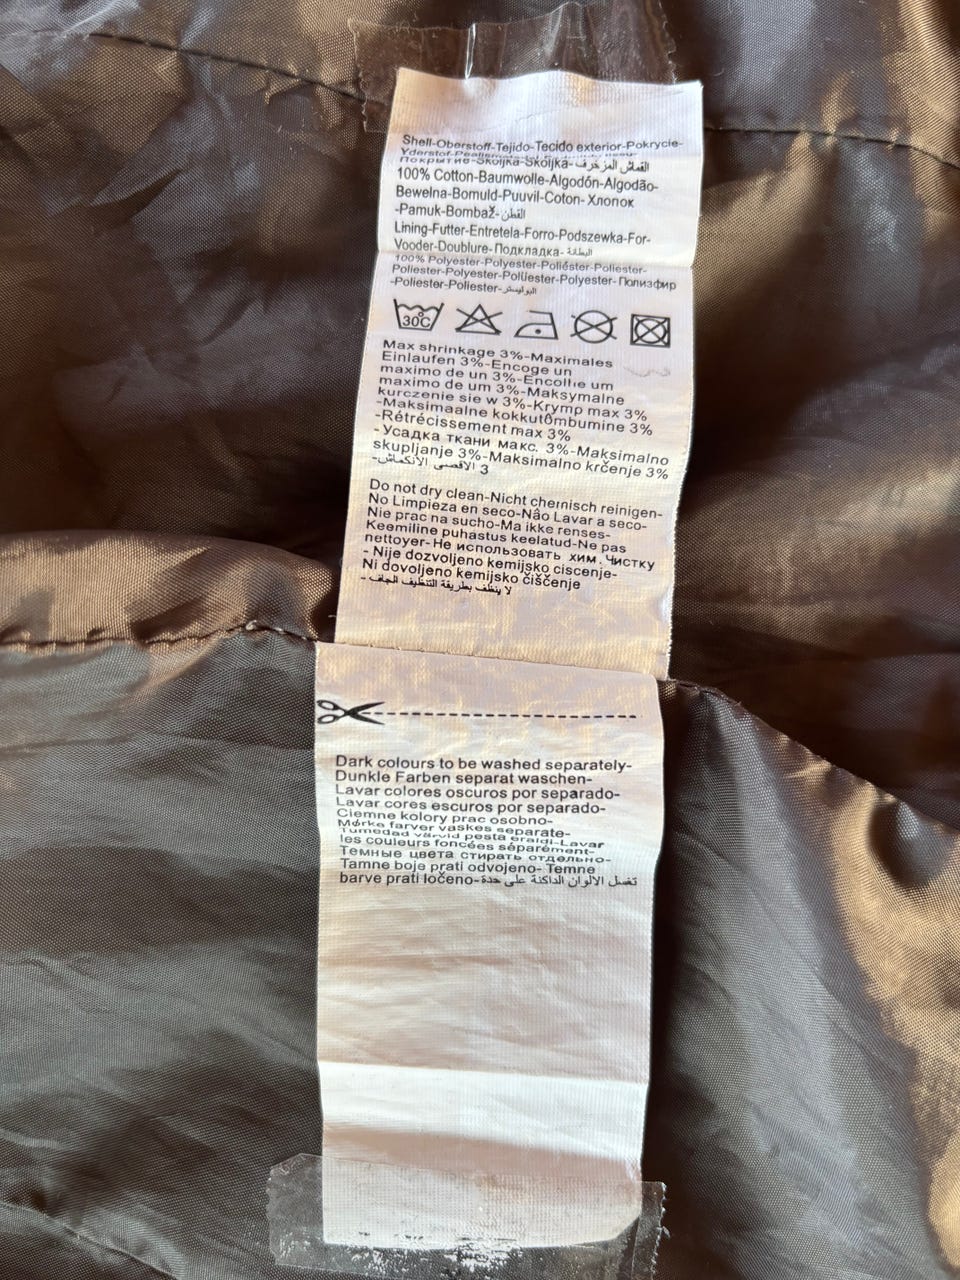 Shell-Oberstoff-Tejido-Tecido exterior-Pokrycie-
Покрытие-Skoljka-Skoljka-القماش المزخرف
100% Cotton-Baumwolle-Algodón-Algodão-
Bewelna-Bomuld-Puuvil-Coton- Хлопок
-Pamuk-Bombaž-القطن
Lining-Futter-Entretela-Forro-Podszewka-For-
Vooder-Doublure-Подкладка-البطانة
100% Polyester-Polyester-Poliéster-Poliester-
Poliester-Polyester-Polüester-Polyester- Полиэфир
-Poliester-Poliester-البوليستر
30C
Max shrinkage 3%-Maximales
Einlaufen 3%-Encoge un
maximo de un 3%-Encolhe um
maximo de um 3%-Maksymalne
kurczenie sie w 3%-Krymp max 3%
-Maksimaalne kokkutõmbumine 3%
-Rétrécissement max 3%
-Усадка ткани макс. 3%-Maksimalno
skupljanje 3%-Maksimalno krčenje 3%
-الاقصى الأنكماش 3
Do not dry clean-Nicht chemisch reinigen-
No Limpieza en seco-Não Lavar a seco-
Nie prac na sucho-Ma ikke renses-
Keemiline puhastus keelatud-Ne pas
nettoyer-Не использовать хим. Чистку
- Nije dozvoljeno kemijsko ciscenje-
Ni dovoljeno kemijsko čiščenje
- لا ينظف بطريقة التنظيف الجاف
Dark colours to be washed separately-
Dunkle Farben separat waschen-
Lavar colores oscuros por separado-
Lavar cores escuros por separado-
Ciemne kolory prac osobno-
Mørke farver vaskes separate-
Tumedad värvid pesta eraldi-Lavar
les couleurs foncées séparément-
Темные цвета стирать отдельно-
Tamne boje prati odvojeno- Temne
barve prati ločeno-تغسل الالوان الداكنة على حدة